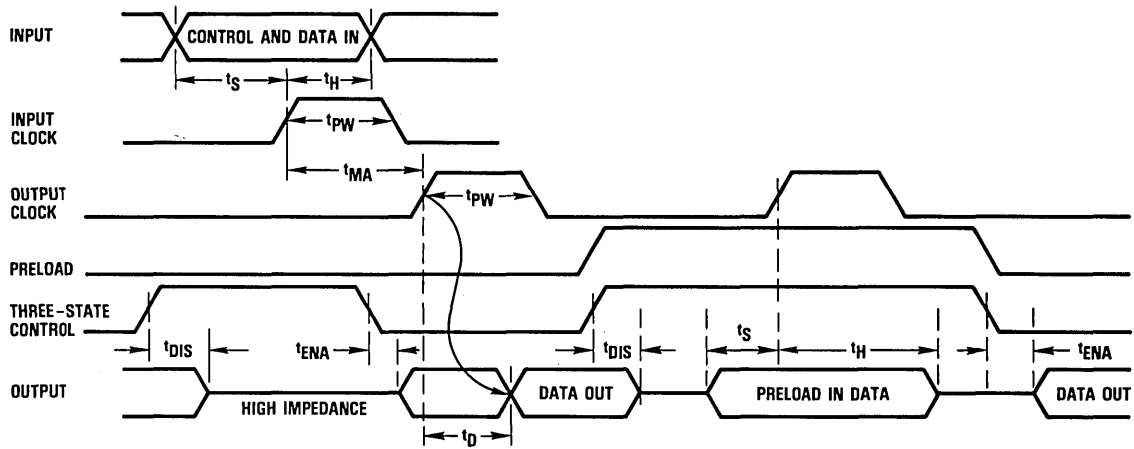 INPUT
CONTROL AND DATA IN
tS
tH
INPUT
CLOCK
tPW
tMA
OUTPUT
CLOCK
tPW
PRELOAD
THREE-STATE
CONTROL
tDIS
tENA
tDIS
tS
tH
tENA
OUTPUT
HIGH IMPEDANCE
DATA OUT
PRELOAD IN DATA
DATA OUT
tD